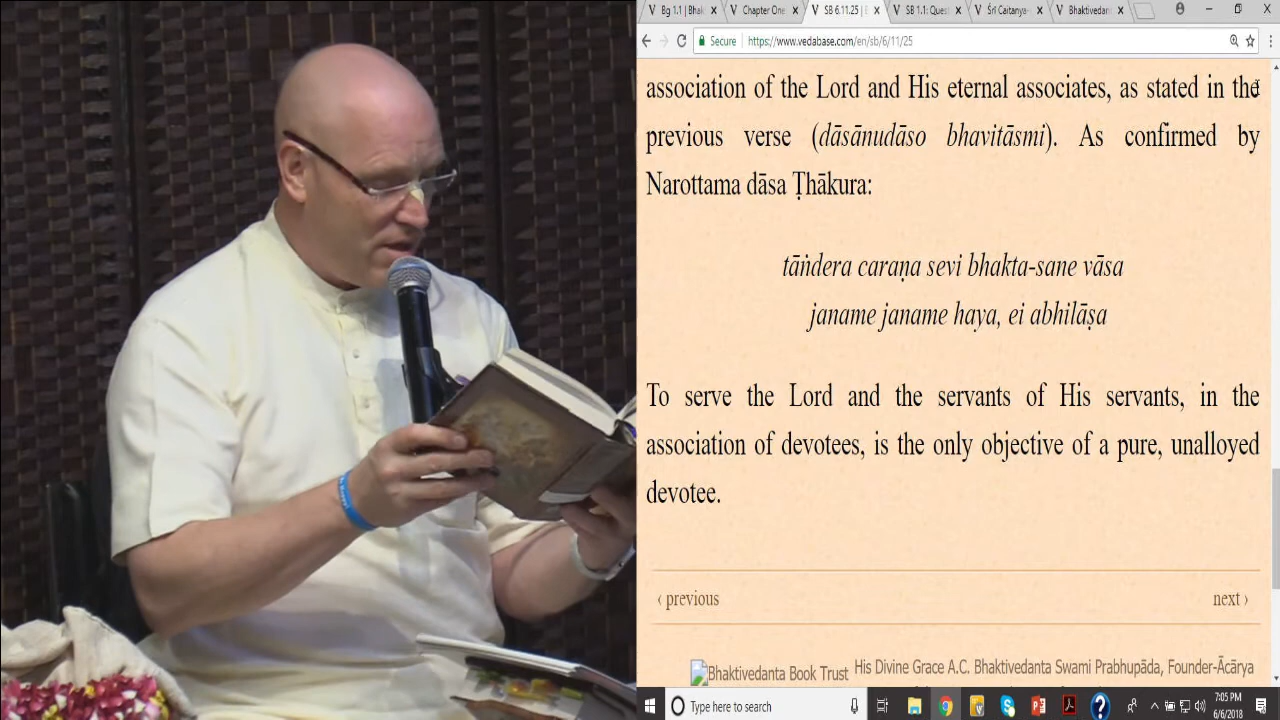 Bg 1.1 | Bhak
Chapter One
SB 6.11.25 |
SB 1.1: Ques
Śrī Caitanya-
Bhaktivedan
Secure https://www.vedabase.com/en/sb/6/11/25
association of the Lord and His eternal associates, as stated in the
previous verse (dāsānudāso bhavitāsmi). As confirmed by
Narottama dāsa Ṭhākura:
tāṅdera caraṇa sevi bhakta-sane vāsa
janame janame haya, ei abhilāṣa
To serve the Lord and the servants of His servants, in the
association of devotees, is the only objective of a pure, unalloyed
devotee.
‹ previous
next ›
Bhaktivedanta Book Trust His Divine Grace A.C. Bhaktivedanta Swami Prabhupāda, Founder-Ācārya
Type here to search
7:05 PM
6/6/2018